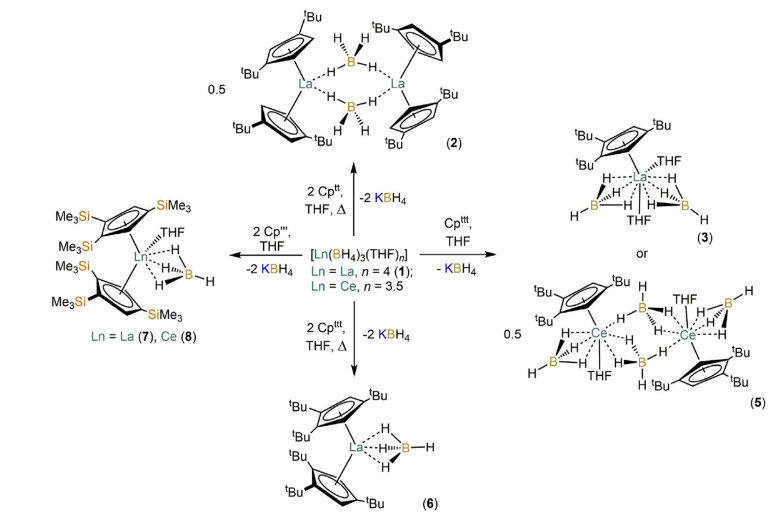 0.5
tBu
tBu
La
tBu
tBu
H
H
B
H
H
H
H
B
H
H
La
tBu
tBu
tBu
tBu
(2)
2 Cptt,
THF, Δ
-2 KBH4
Me3Si
SiMe3
Me3Si
THF
Ln
H
H
B
H
H
Me3Si
Me3Si
SiMe3
Ln = La (7), Ce (8)
2 Cp''',
THF
-2 KBH4
[Ln(BH4)3(THF)n]
Ln = La, n = 4 (1);
Ln = Ce, n = 3.5
Cpttt,
THF
- KBH4
tBu
tBu
tBu
THF
La
H
H
H
H
B
H
H
H
H
B
H
THF
(3)
or
0.5
tBu
tBu
tBu
Ce
H
H
H
B
H
THF
H
B
H
H
H
H
H
B
H
H
THF
Ce
H
H
H
B
H
tBu
tBu
tBu
(5)
2 Cpttt,
THF, Δ
-2 KBH4
tBu
tBu
tBu
La
H
H
B
H
H
tBu
tBu
tBu
(6)